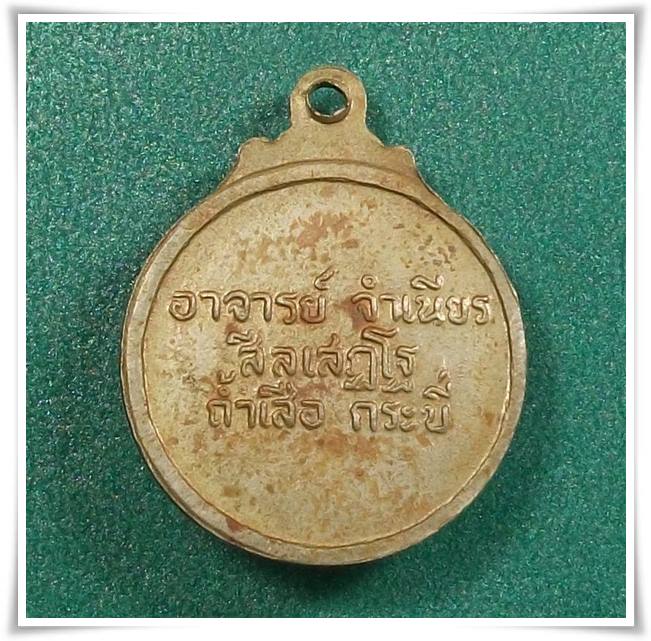 อาจารย์ จำเนียร
สีลเสฏโฐ
ถ้ำเสือ กระบี่